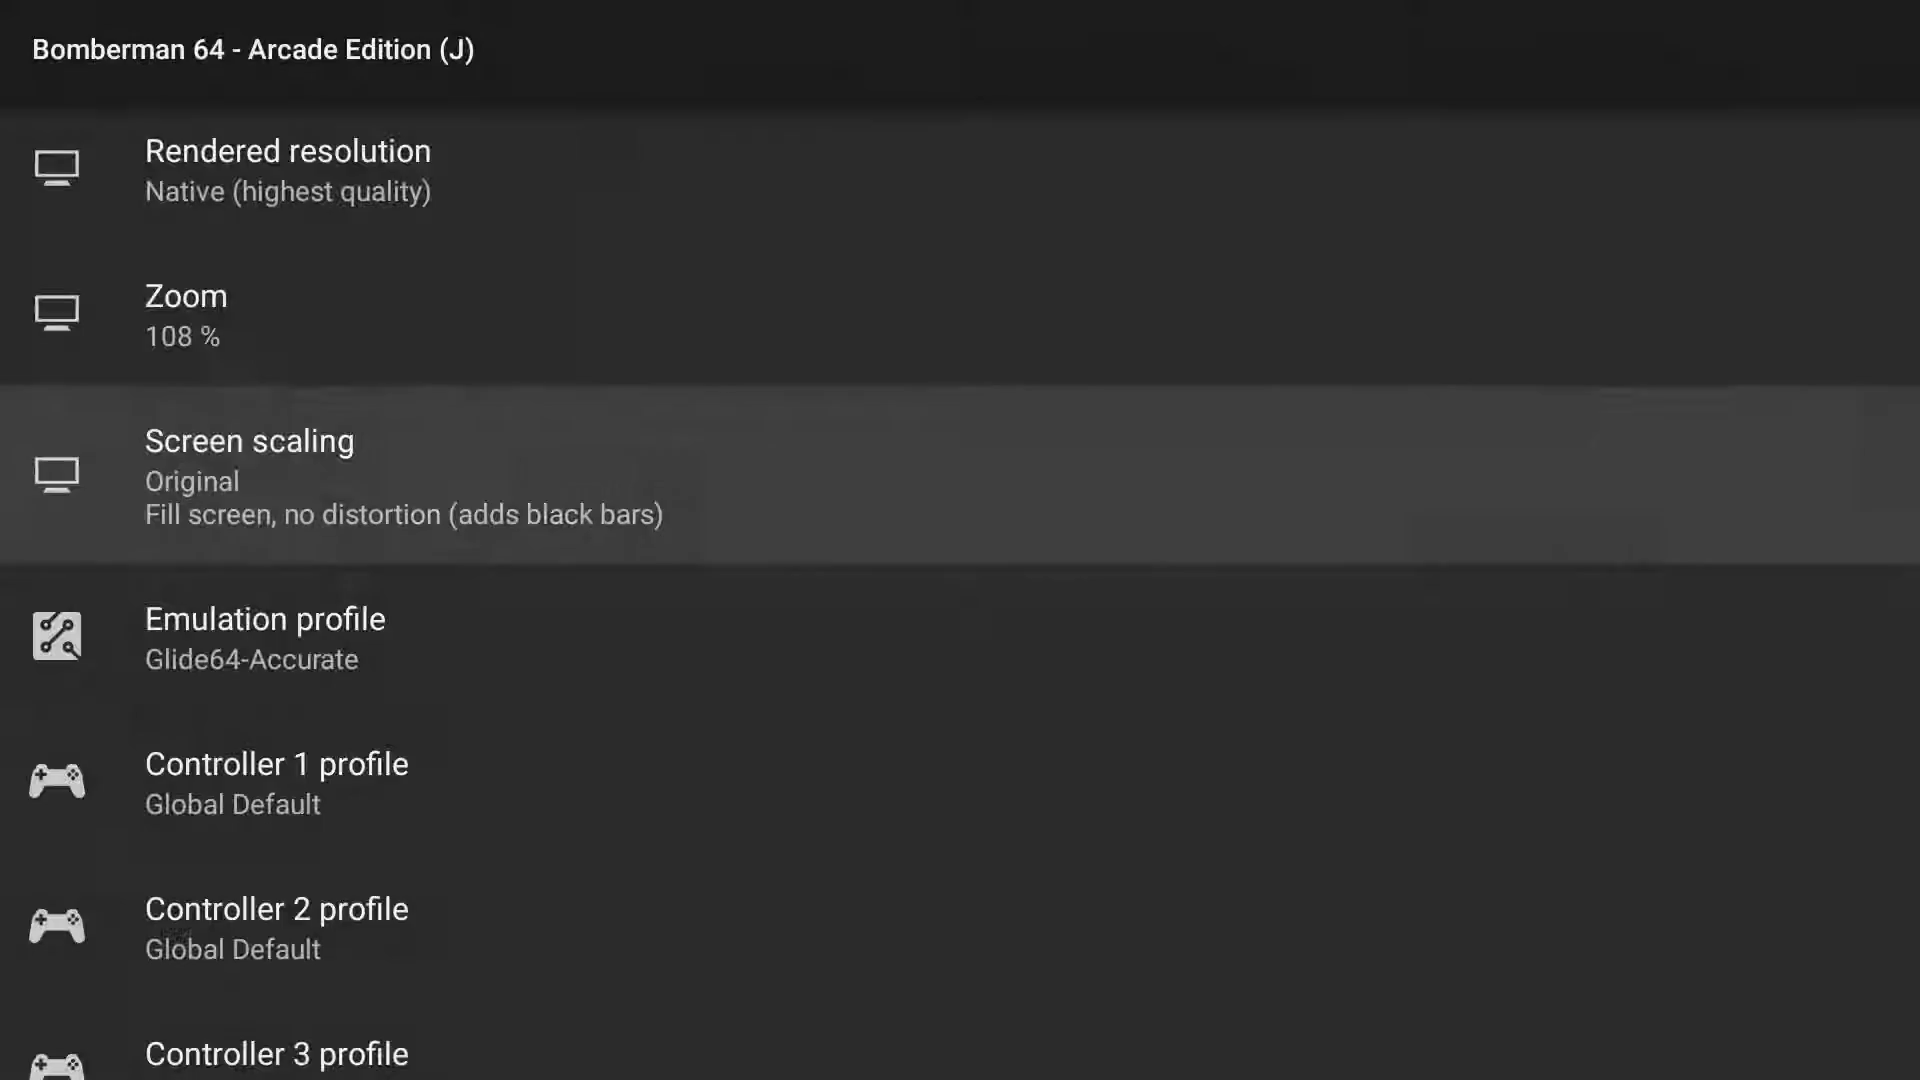 Bomberman 64 - Arcade Edition (J)
Rendered resolution
Native (highest quality)
Zoom
108 %
Screen scaling
Original
Fill screen, no distortion (adds black bars)
Emulation profile
Glide64-Accurate
Controller 1 profile
Global Default
Controller 2 profile
Global Default
Controller 3 profile